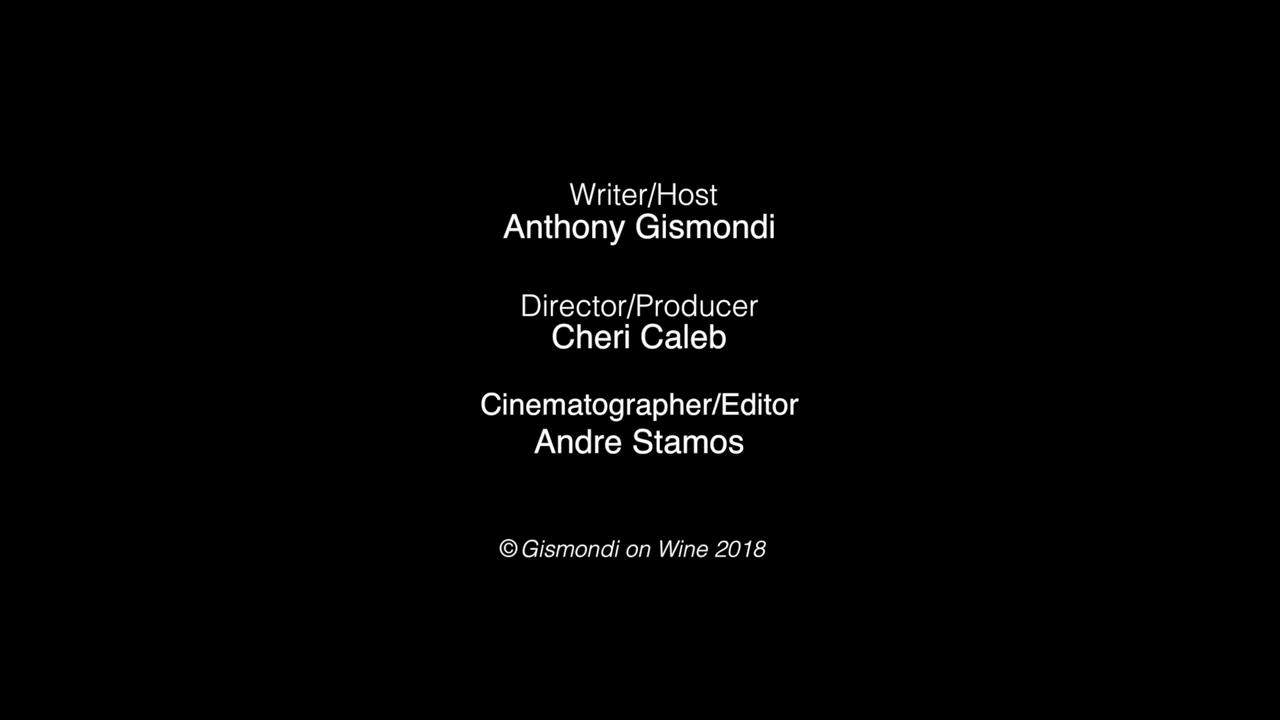 Writer/Host
Anthony Gismondi
Director/Producer
Cheri Caleb
Cinematographer/Editor
Andre Stamos
© Gismondi on Wine 2018